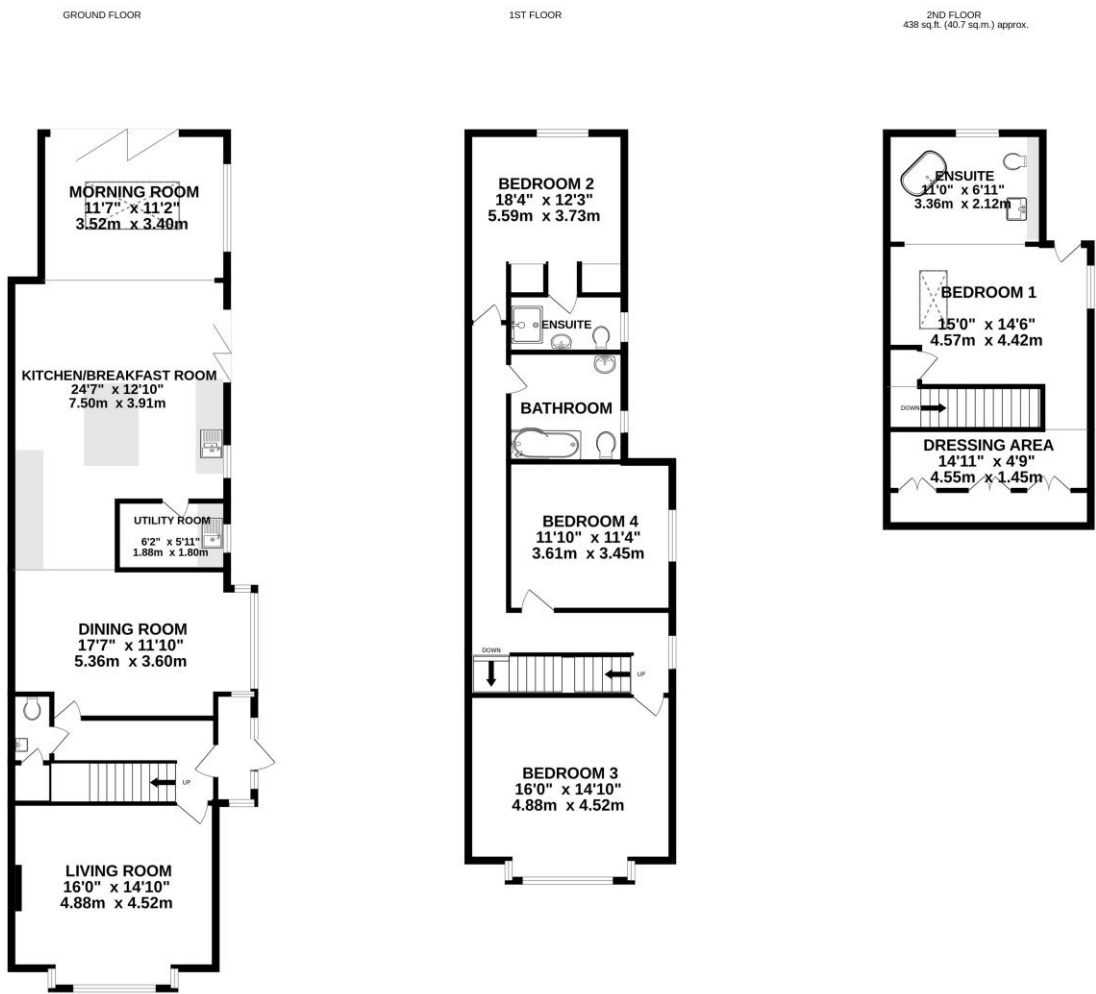 GROUND FLOOR
MORNING ROOM
11'7" x 11'2"
3.52m x 3.40m
KITCHEN/BREAKFAST ROOM
24'7" x 12'10"
7.50m x 3.91m
UTILITY ROOM
6'2" x 5'11"
1.88m x 1.80m
DINING ROOM
17'7" x 11'10"
5.36m x 3.60m
UP
LIVING ROOM
16'0" x 14'10"
4.88m x 4.52m
1ST FLOOR
BEDROOM 2
18'4" x 12'3"
5.59m x 3.73m
ENSUITE
BATHROOM
BEDROOM 4
11'10" x 11'4"
3.61m x 3.45m
DOWN
UP
BEDROOM 3
16'0" x 14'10"
4.88m x 4.52m
2ND FLOOR
438 sq.ft. (40.7 sq.m.) approx.
ENSUITE
11'0" x 6'11"
3.36m x 2.12m
BEDROOM 1
15'0" x 14'6"
4.57m x 4.42m
DOWN
DRESSING AREA
14'11" x 4'9"
4.55m x 1.45m